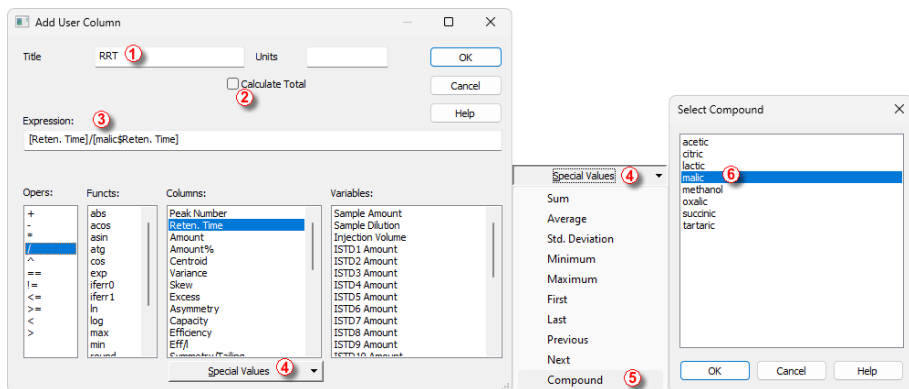 Add User Column
Title RRT 1 Units OK
Calculate Total Cancel
2
Help
Expression: 3
[Reten. Time]/[malic$Reten. Time]
Opers:
+
-
*
/
^
==
!=
<=
>=
<
>
Functs:
abs
acos
asin
atg
cos
exp
iferr0
iferr1
ln
log
max
min
round
Columns:
Peak Number
Reten. Time
Amount
Amount%
Centroid
Variance
Skew
Excess
Asymmetry
Capacity
Efficiency
Eff/l
Symmetry/Tailing
Variables:
Sample Amount
Sample Dilution
Injection Volume
ISTD1 Amount
ISTD2 Amount
ISTD3 Amount
ISTD4 Amount
ISTD5 Amount
ISTD6 Amount
ISTD7 Amount
ISTD8 Amount
ISTD9 Amount
ISTD10 Amount
Special Values 4
Special Values 4
Sum
Average
Std. Deviation
Minimum
Maximum
First
Last
Previous
Next
Compound 5
Select Compound
acetic
citric
lactic
malic 6
methanol
oxalic
succinic
tartaric
OK Cancel Help